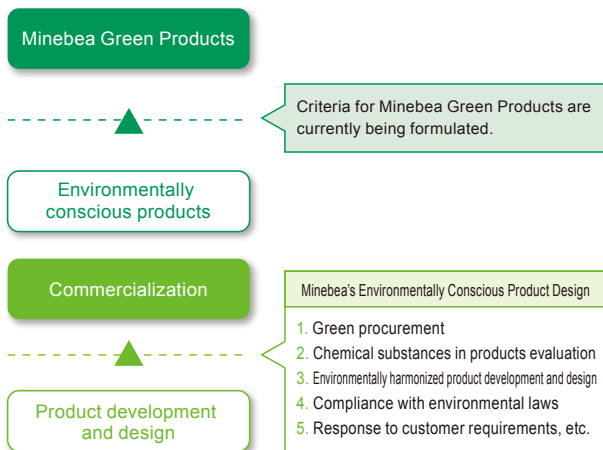 Minebea Green Products
Criteria for Minebea Green Products are
currently being formulated.
Environmentally
conscious products
Commercialization
Minebea's Environmentally Conscious Product Design
1. Green procurement
2. Chemical substances in products evaluation
3. Environmentally harmonized product development and design
4. Compliance with environmental laws
5. Response to customer requirements, etc.
Product development
and design